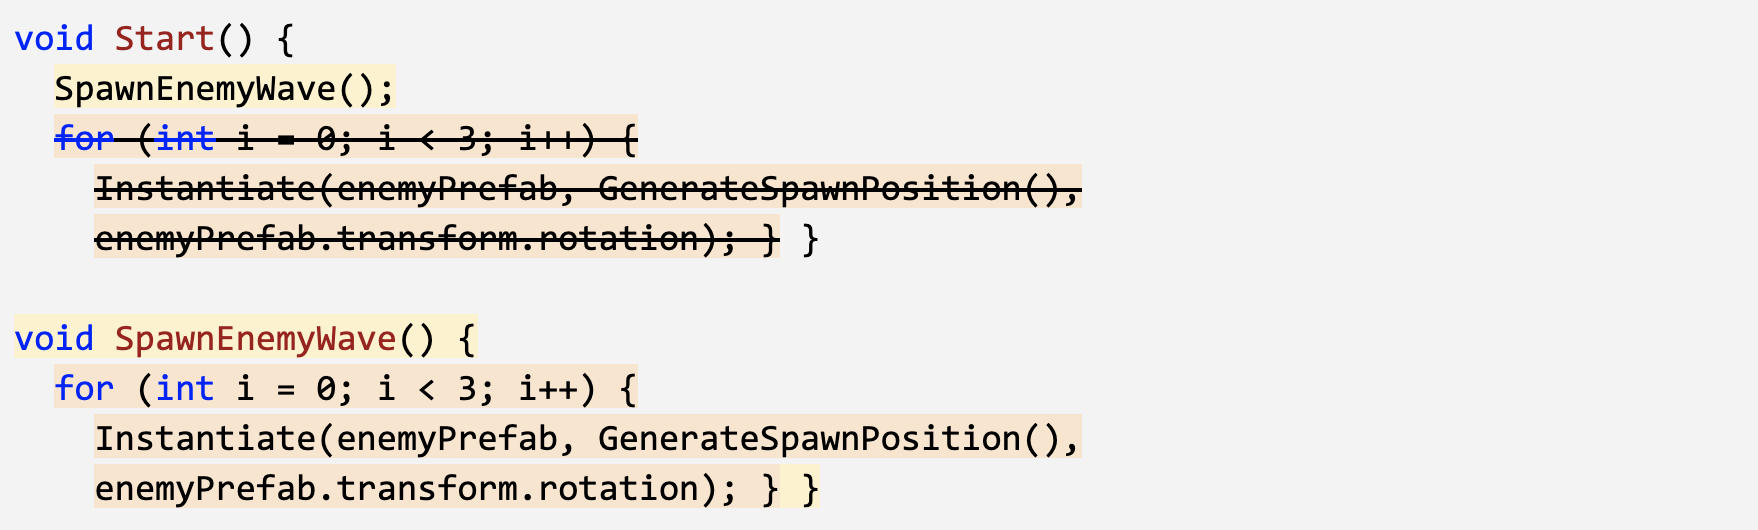 void Start() {
  SpawnEnemyWave();
  for (int i = 0; i < 3; i++) {
    Instantiate(enemyPrefab, GenerateSpawnPosition(),
    enemyPrefab.transform.rotation); } }

void SpawnEnemyWave() {
  for (int i = 0; i < 3; i++) {
    Instantiate(enemyPrefab, GenerateSpawnPosition(),
    enemyPrefab.transform.rotation); } }